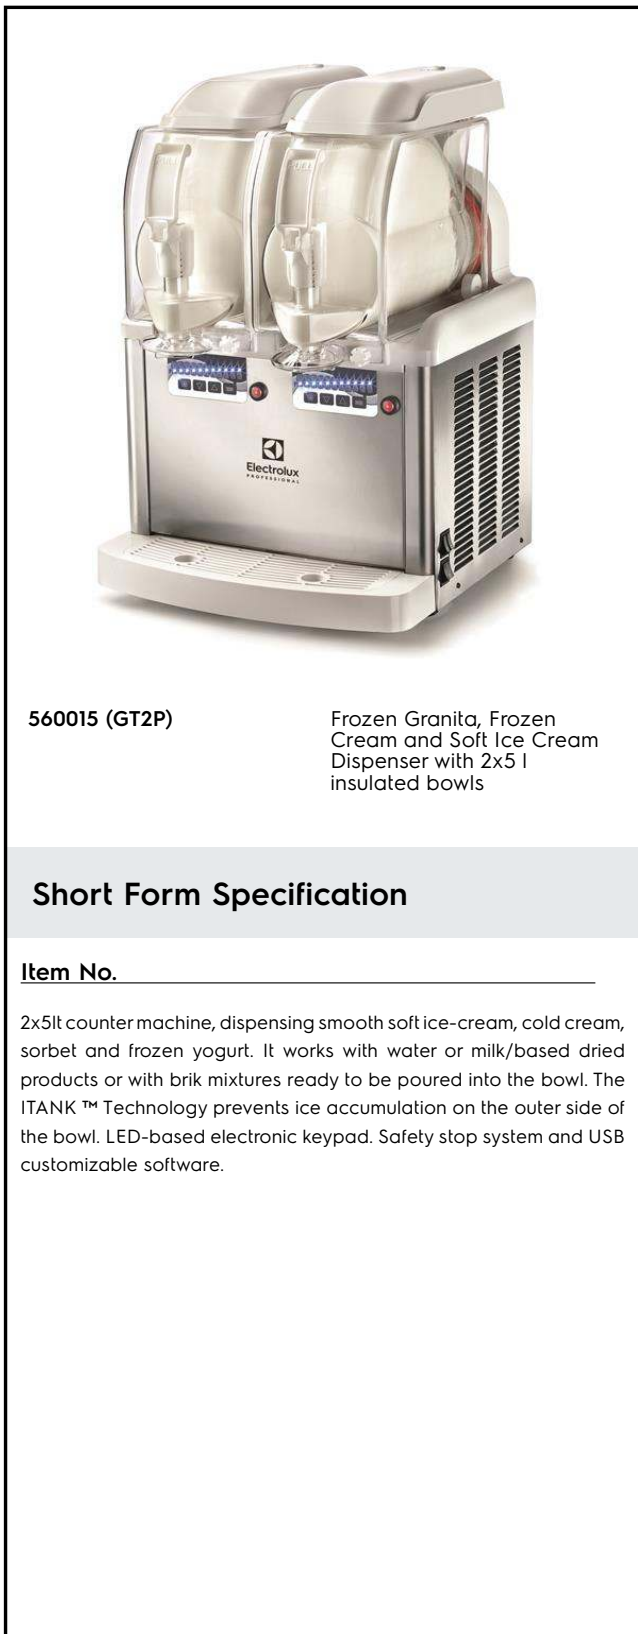 PULL
Electrolux
PROFESSIONAL
560015 (GT2P)
Frozen Granita, Frozen
Cream and Soft Ice Cream
Dispenser with 2x5 l
insulated bowls
Short Form Specification
Item No.
2x5lt counter machine, dispensing smooth soft ice-cream, cold cream,
sorbet and frozen yogurt. It works with water or milk/based dried
products or with brik mixtures ready to be poured into the bowl. The
ITANK ™ Technology prevents ice accumulation on the outer side of
the bowl. LED-based electronic keypad. Safety stop system and USB
customizable software.